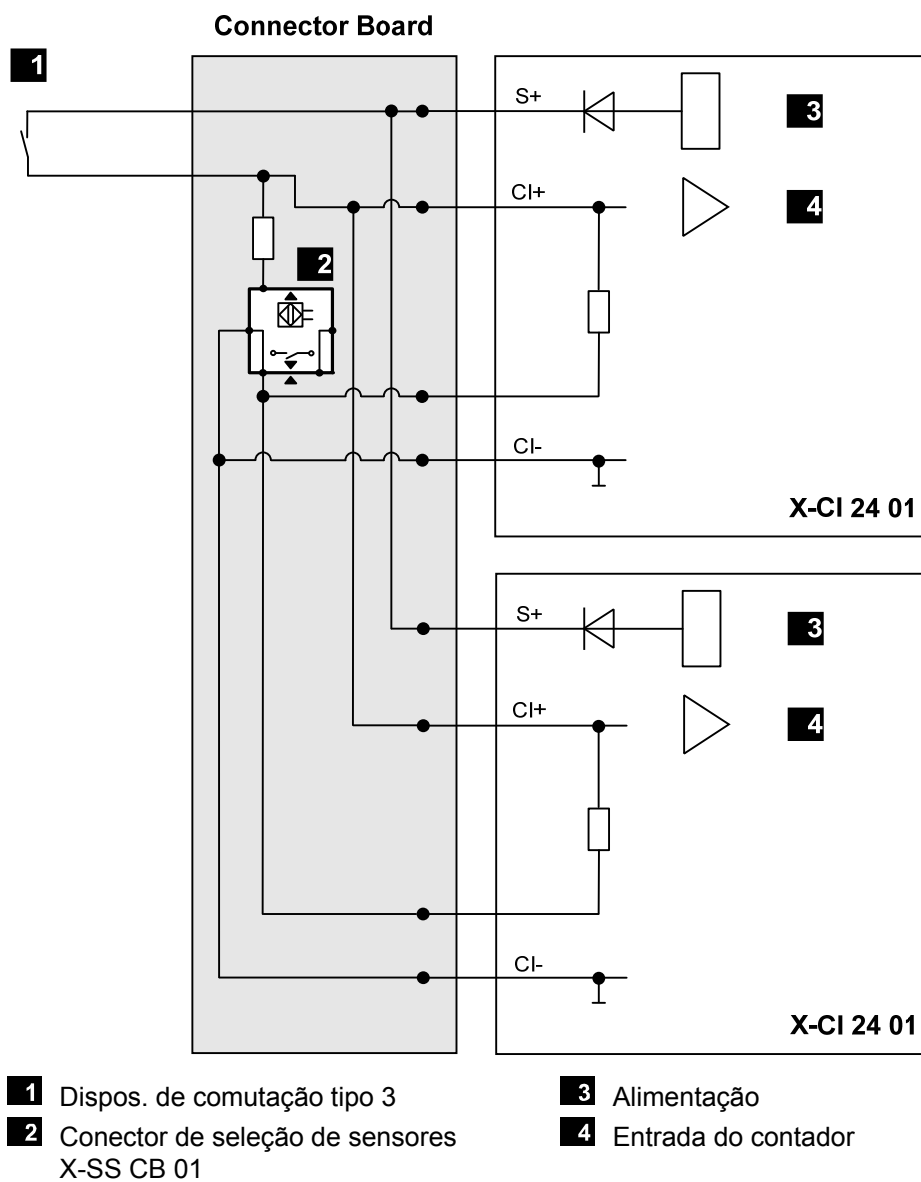 Connector Board
1
S+
3
CI+
4
2
CI-
X-CI 24 01
S+
3
CI+
4
CI-
X-CI 24 01
1 Dispos. de comutação tipo 3
2 Conector de seleção de sensores
X-SS CB 01
3 Alimentação
4 Entrada do contador